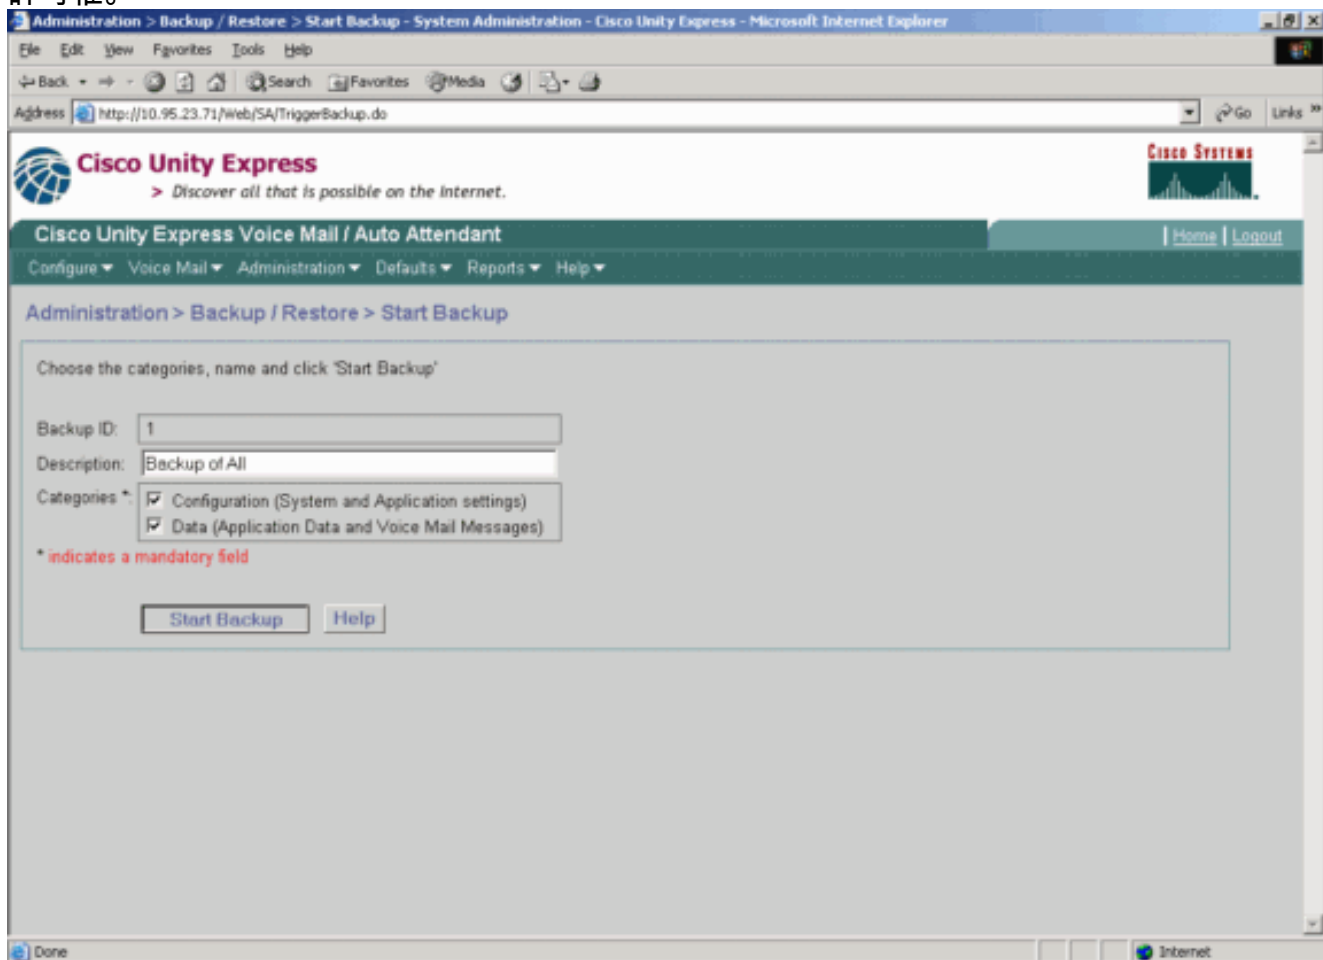 許可權。
Administration > Backup / Restore > Start Backup - System Administration - Cisco Unity Express - Microsoft Internet Explorer
File Edit View Favorites Tools Help
Back Search Favorites Media
Address http://10.95.23.71/Web/SA/TriggerBackup.do Go Links »
Cisco Unity Express
> Discover all that is possible on the Internet.
CISCO SYSTEMS
Cisco Unity Express Voice Mail / Auto Attendant
| Home | Logout
Configure Voice Mail Administration Defaults Reports Help
Administration > Backup / Restore > Start Backup
Choose the categories, name and click 'Start Backup'
Backup ID: 1
Description: Backup of All
Categories *: Configuration (System and Application settings)
Data (Application Data and Voice Mail Messages)
* indicates a mandatory field
Start Backup Help
Done Internet